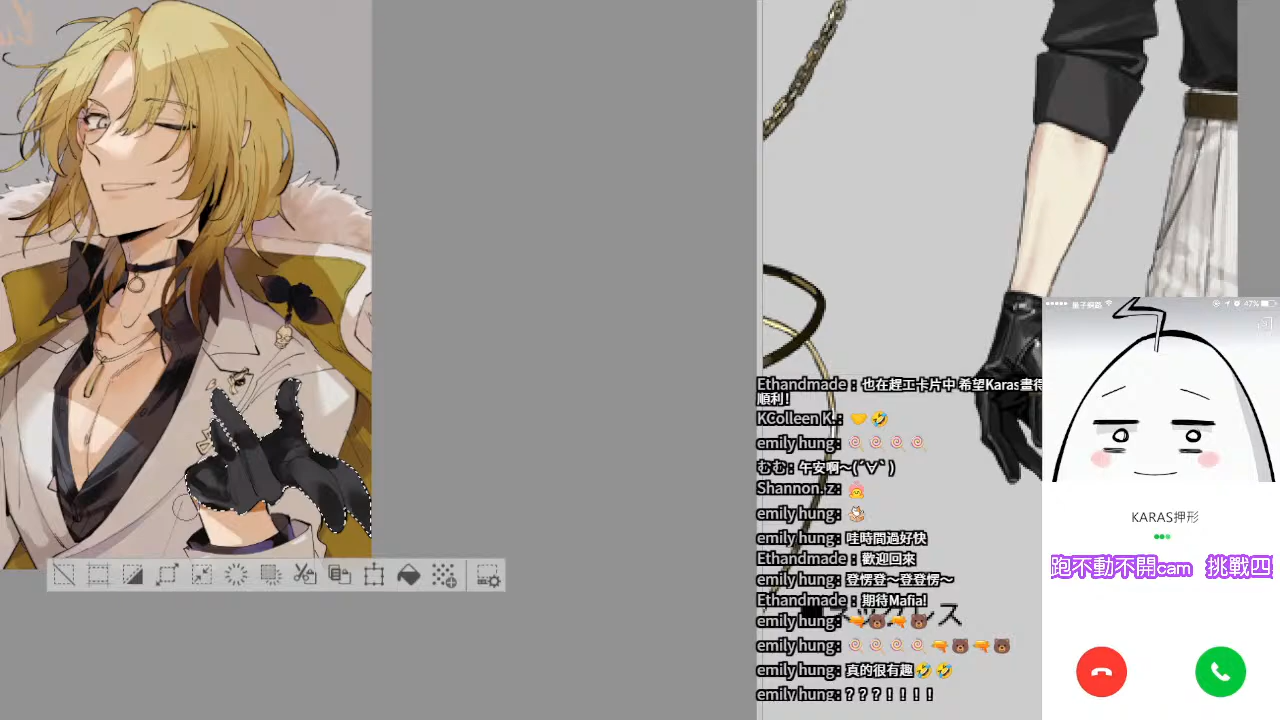 Ethandmade : 也在趕工卡片中 希望Karas畫得
順利!
KColleen K.: 🤝🤣
emily hung: 🍭🍭🍭🍭
むむ : 午安啊～(´∀`)
Shannon. z:
emily hung:
emily hung: 哇時間過好快
Ethandmade : 歡迎回來
emily hung: 登愣登～登登愣～
Ethandmade : 期待Mafia!
emily hung: 🔫🐻🔫🐻
emily hung: 🍭🍭🍭🍭🔫🐻🔫🐻
emily hung: 真的很有趣🤣🤣
emily hung: ? ? ? ! ! ! !
47%
KARAS押形
跑不動不開cam 挑戰四